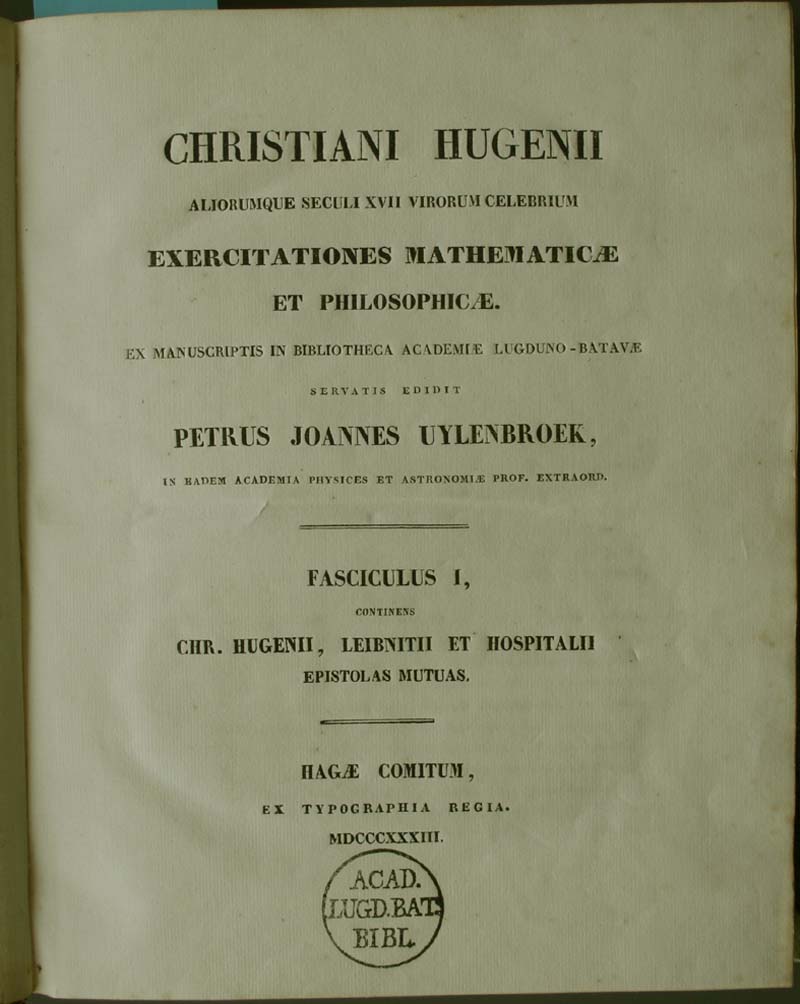 CHRISTIANI HUGENII
ALIORUMQUE SECULI XVII VIRORUM CELEBRIUM
EXERCITATIONES MATHEMATICÆ
ET PHILOSOPHICÆ.
EX MANUSCRIPTIS IN BIBLIOTHECA ACADEMIÆ LUGDUNO-BATAVÆ
SERVATIS EDIDIT
PETRUS JOANNES UYLENBROEK,
IN EADEM ACADEMIA PHYSICES ET ASTRONOMIÆ PROF. EXTRAORD.
FASCICULUS I,
CONTINENS
CHR. HUGENII, LEIBNITII ET HOSPITALII
EPISTOLAS MUTUAS.
HAGÆ COMITUM,
EX TYPOGRAPHIA REGIA.
MDCCCXXXIII.
ACAD.
LUGD.BAT.
BIBL.